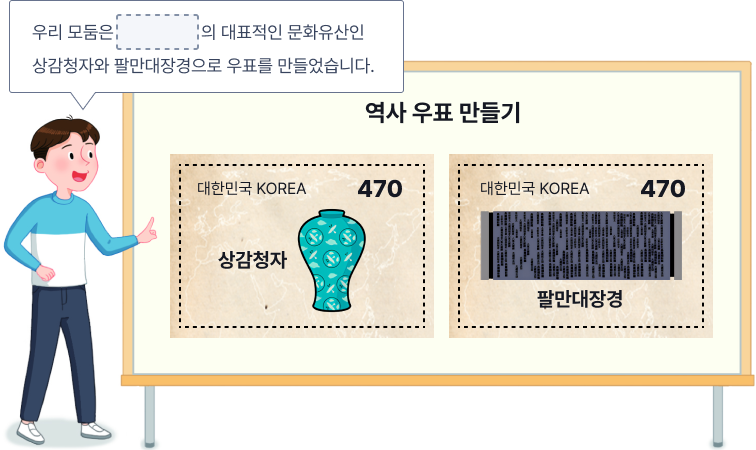 우리 모둠은 의 대표적인 문화유산인
상감청자와 팔만대장경으로 우표를 만들었습니다.
역사 우표 만들기
대한민국 KOREA 470
상감청자
대한민국 KOREA 470
팔만대장경